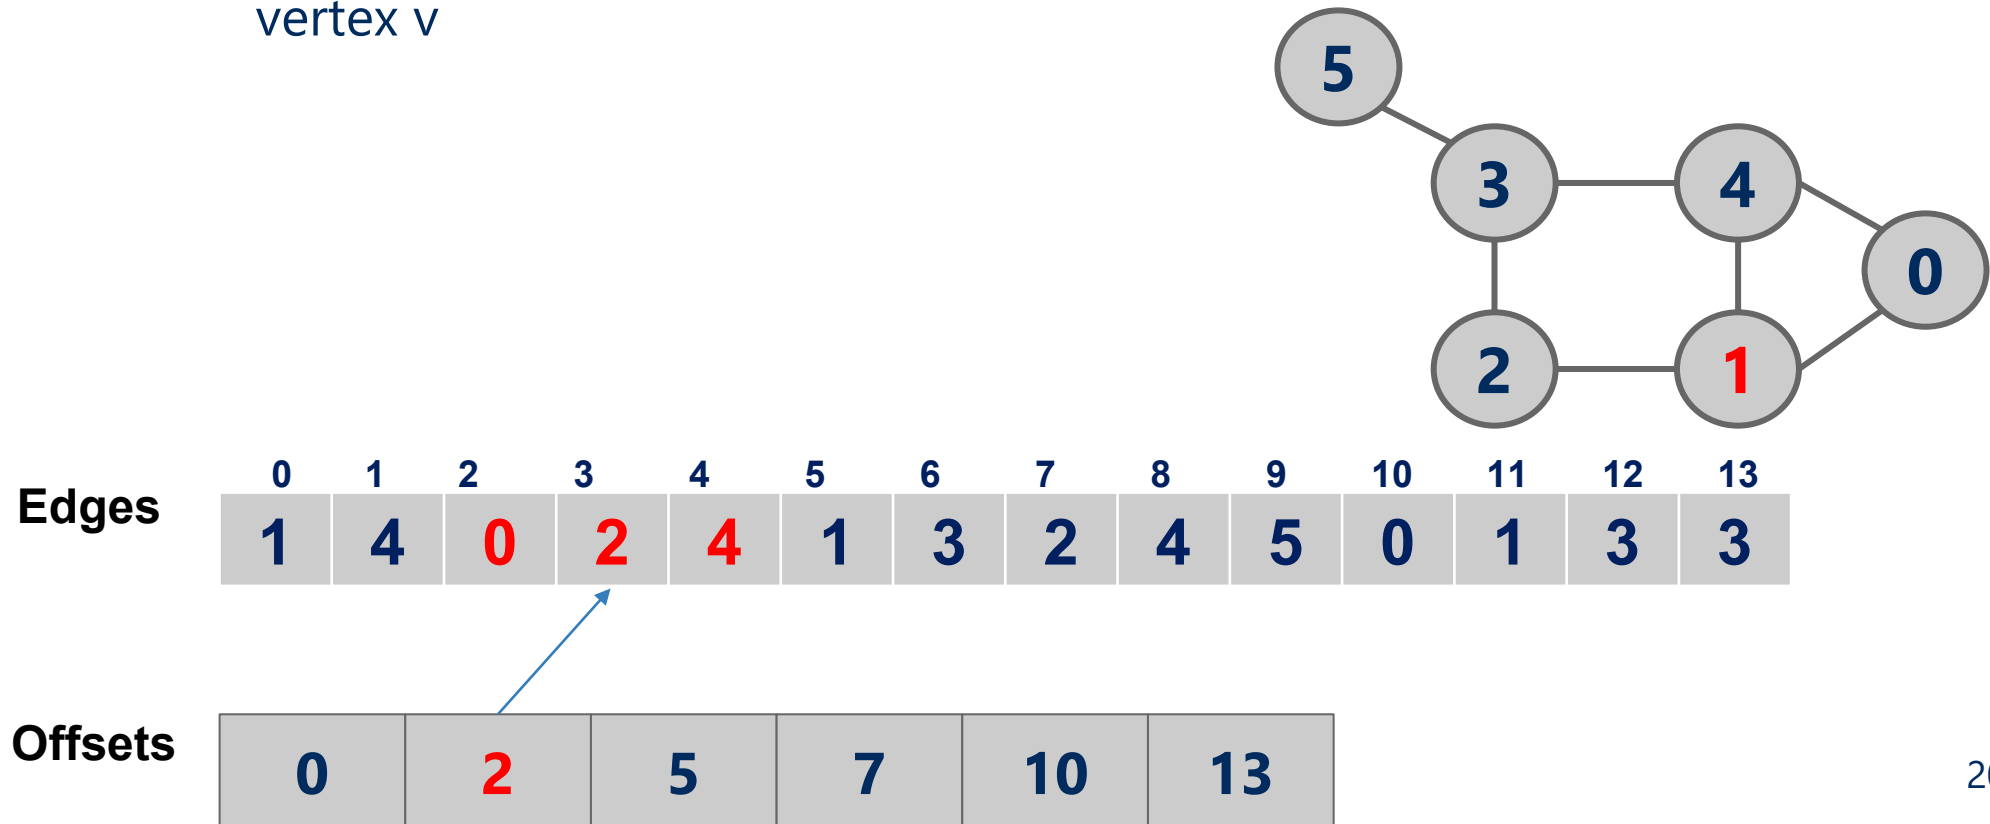 vertex v
5
3 4
0
2 1
0 1 2 3 4 5 6 7 8 9 10 11 12 13
Edges 1 4 0 2 4 1 3 2 4 5 0 1 3 3
Offsets 0 2 5 7 10 13